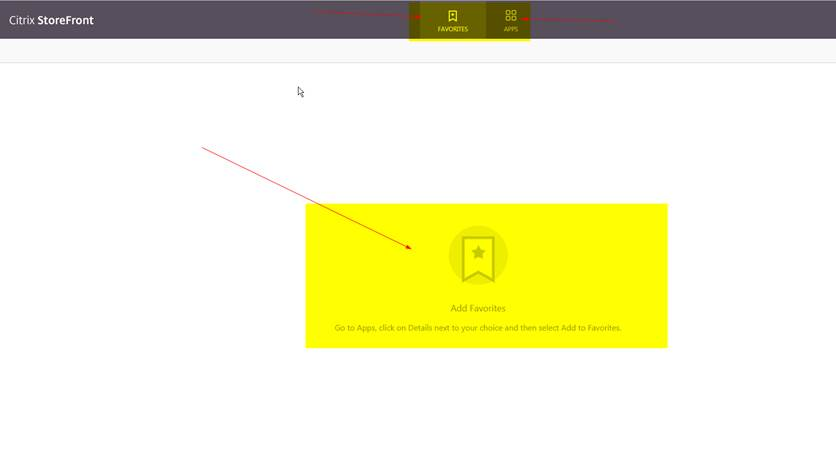 Citrix StoreFront
FAVORITES
APPS
Add Favorites
Go to Apps, click on Details next to your choice and then select Add to Favorites.